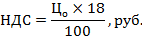 НДС = Цо × 18 / 100, руб.